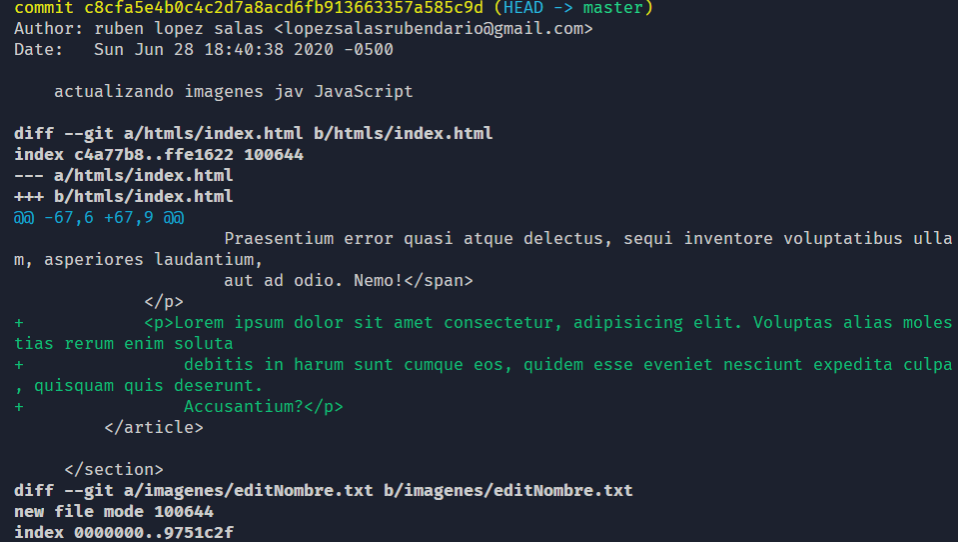 commit c8cfa5e4b0c4c2d7a8acd6fb913663357a585c9d (HEAD -> master)
Author: ruben lopez salas <lopezsalasrubendario@gmail.com>
Date:   Sun Jun 28 18:40:38 2020 -0500

    actualizando imagenes jav JavaScript

diff --git a/htmls/index.html b/htmls/index.html
index c4a77b8..ffe1622 100644
--- a/htmls/index.html
+++ b/htmls/index.html
@@ -67,6 +67,9 @@
                     Praesentium error quasi atque delectus, sequi inventore voluptatibus ulla
m, asperiores laudantium,
                     aut ad odio. Nemo!</span>
             </p>
+            <p>Lorem ipsum dolor sit amet consectetur, adipisicing elit. Voluptas alias moles
tias rerum enim soluta
+                debitis in harum sunt cumque eos, quidem esse eveniet nesciunt expedita culpa
, quisquam quis deserunt.
+                Accusantium?</p>
         </article>

     </section>
diff --git a/imagenes/editNombre.txt b/imagenes/editNombre.txt
new file mode 100644
index 0000000..9751c2f